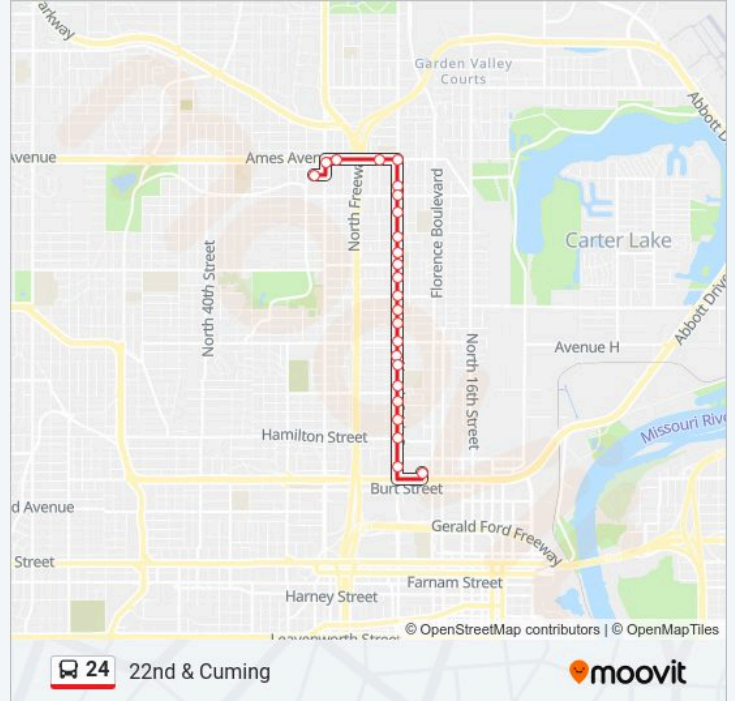 arkway
Garden Valley
Courts
Abbott D
Avenue
Ames Aven
North Freewa
Florence Boulevard
Carter Lake
North 40th Street
Abbott Drive
North 16th Street
Avenue H
Missouri Rive
Hamilton Street
Burt Street
d Avenue
Gerald Ford Freeway
Street
Farnam Street
Harney Street
© OpenStreetMap contributors | © OpenMapTiles
Leavenworth Street
24 22nd & Cuming
moovit